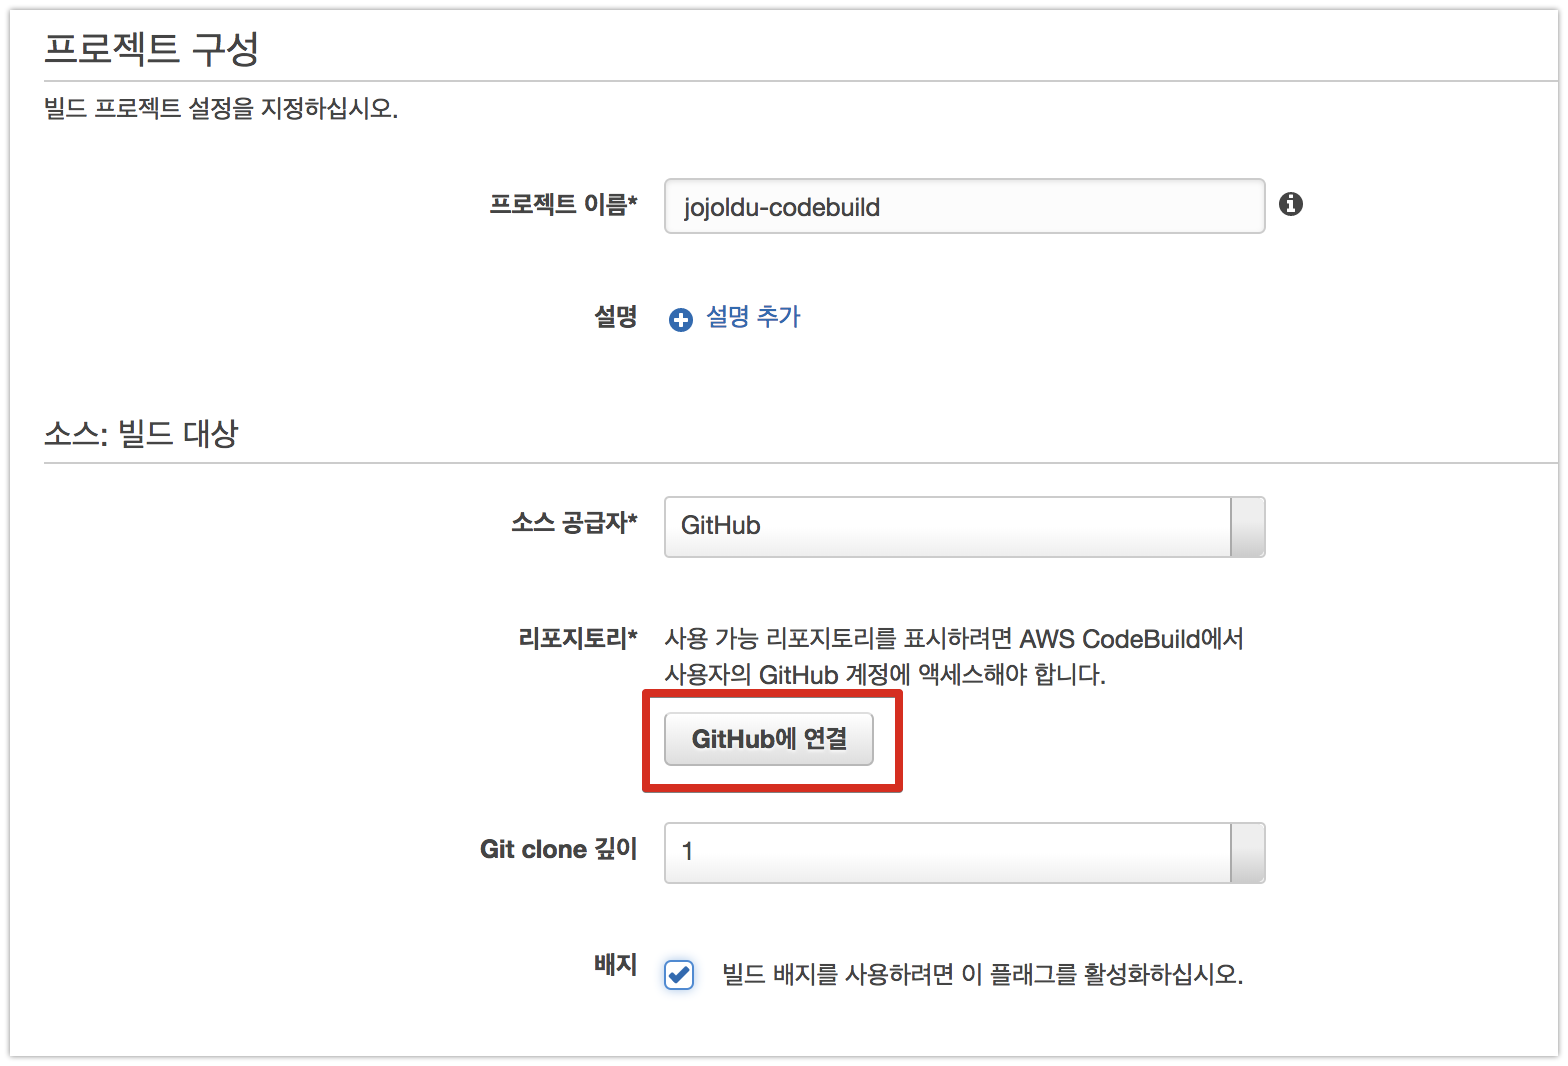 프로젝트 구성
빌드 프로젝트 설정을 지정하십시오.
프로젝트 이름* jojoldu-codebuild
설명 설명 추가
소스: 빌드 대상
소스 공급자* GitHub
리포지토리* 사용 가능 리포지토리를 표시하려면 AWS CodeBuild에서
사용자의 GitHub 계정에 액세스해야 합니다.
GitHub에 연결
Git clone 깊이 1
배지 빌드 배지를 사용하려면 이 플래그를 활성화하십시오.